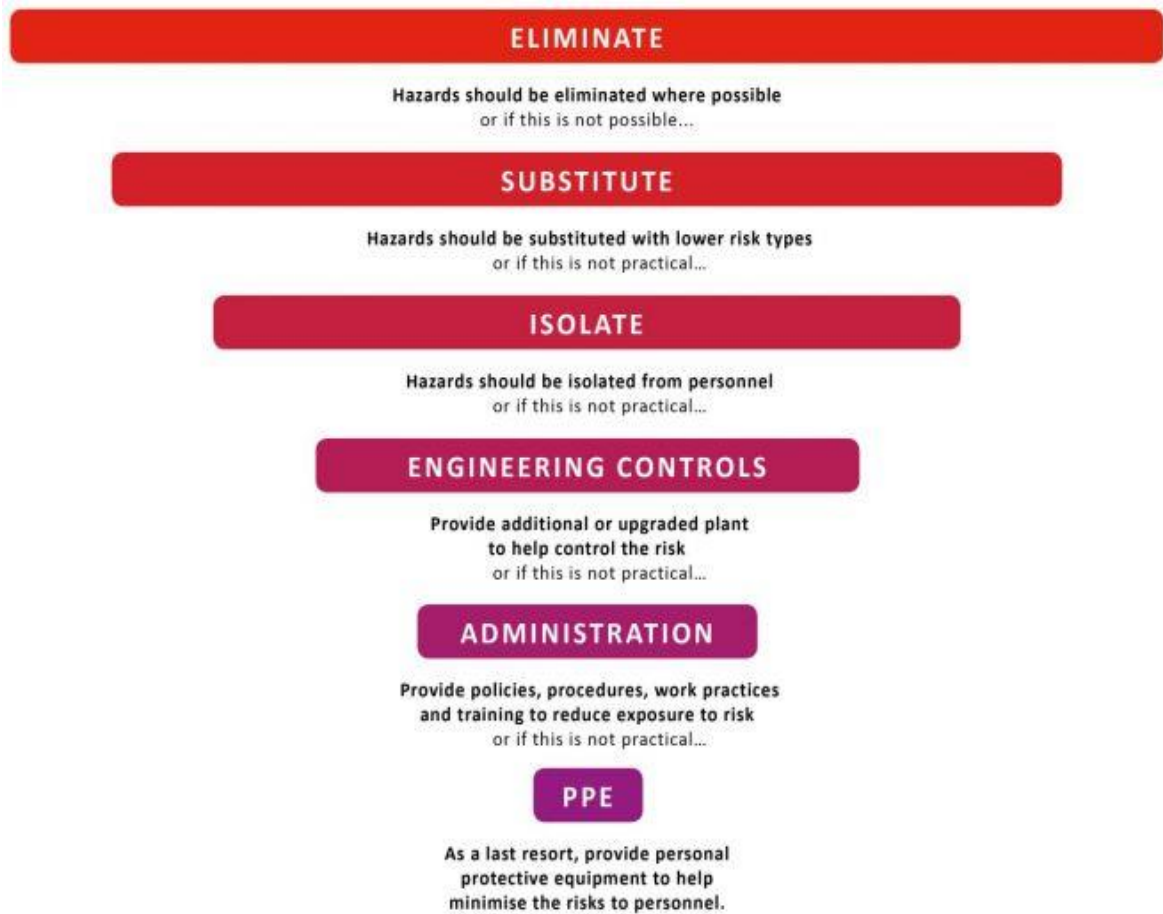 ELIMINATE
Hazards should be eliminated where possible
or if this is not possible...
SUBSTITUTE
Hazards should be substituted with lower risk types
or if this is not practical...
ISOLATE
Hazards should be isolated from personnel
or if this is not practical...
ENGINEERING CONTROLS
Provide additional or upgraded plant
to help control the risk
or if this is not practical...
ADMINISTRATION
Provide policies, procedures, work practices
and training to reduce exposure to risk
or if this is not practical...
PPE
As a last resort, provide personal
protective equipment to help
minimise the risks to personnel.